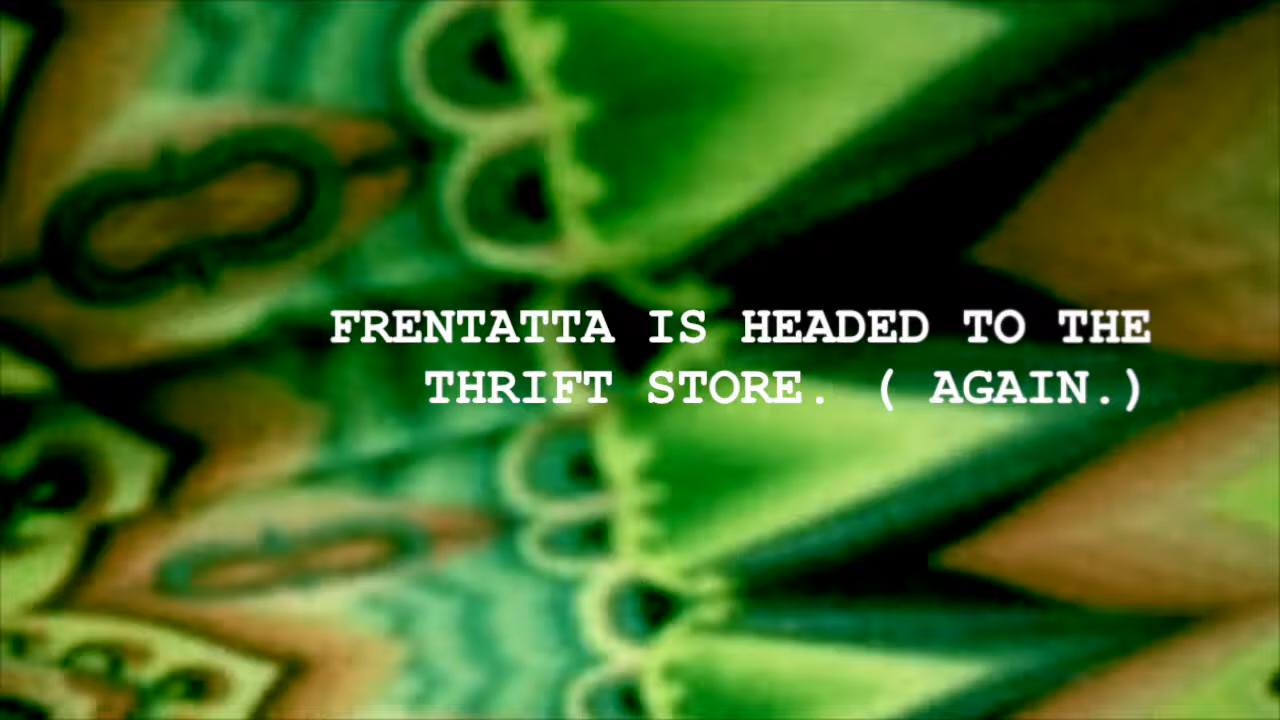 FRENTATTA IS HEADED TO THE
THRIFT STORE. ( AGAIN.)